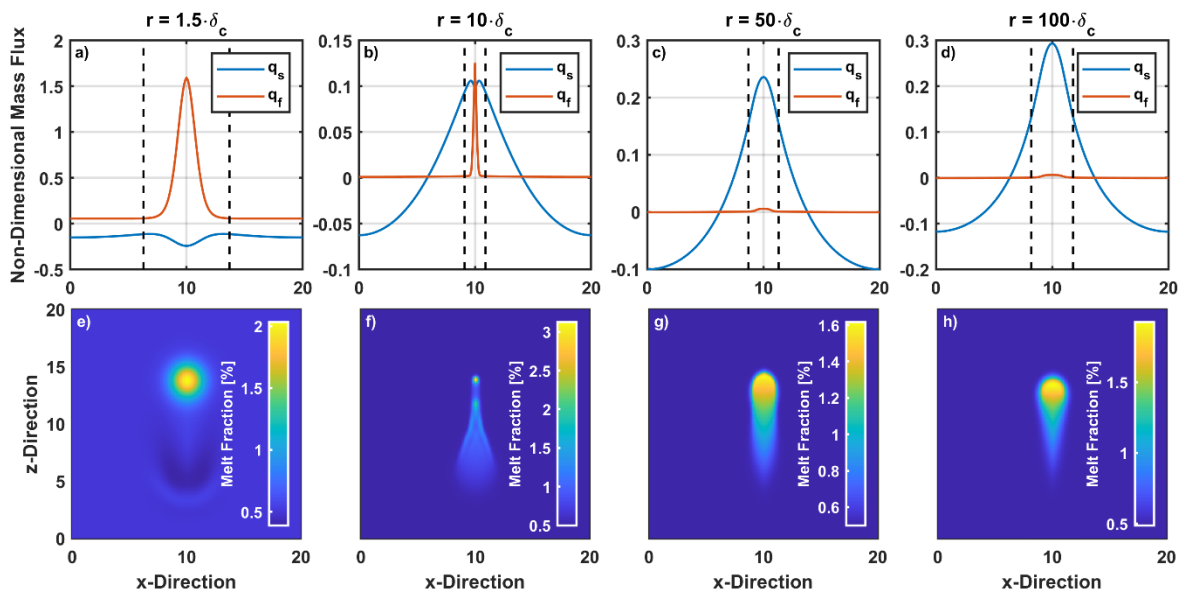 r = 1.5·δc
r = 10·δc
r = 50·δc
r = 100·δc
Non-Dimensional Mass Flux
a)
qs
qf
2
1.5
1
0.5
0
-0.5
0
10
20
b)
qs
qf
0.15
0.1
0.05
0
-0.05
-0.1
0
10
20
c)
qs
qf
0.3
0.2
0.1
0
-0.1
0
10
20
d)
qs
qf
0.3
0.2
0.1
0
-0.1
-0.2
0
10
20
z-Direction
e)
20
15
10
5
0
Melt Fraction [%]
2
1.5
1
0.5
0
10
20
x-Direction
f)
Melt Fraction [%]
3
2.5
2
1.5
1
0.5
0
10
20
x-Direction
g)
Melt Fraction [%]
1.6
1.4
1.2
1
0.8
0.6
0
10
20
x-Direction
h)
Melt Fraction [%]
1.5
1
0.5
0
10
20
x-Direction